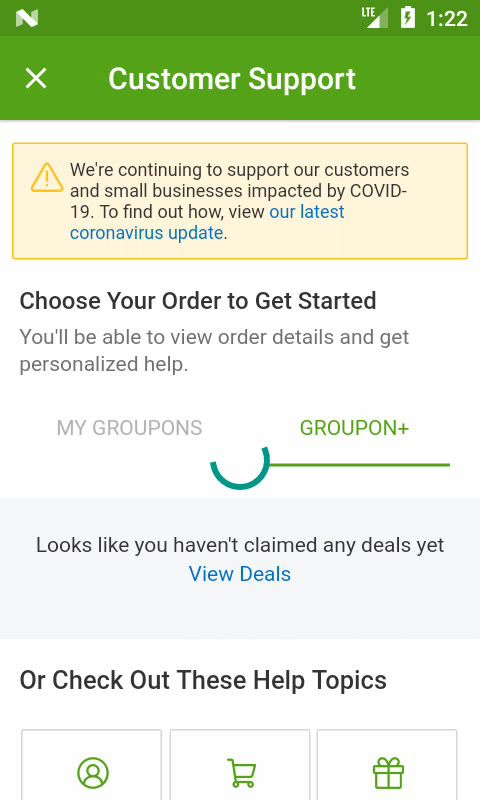 LTE 1:22
Customer Support
We're continuing to support our customers
and small businesses impacted by COVID-
19. To find out how, view our latest
coronavirus update.
Choose Your Order to Get Started
You'll be able to view order details and get
personalized help.
MY GROUPONS GROUPON+
Looks like you haven't claimed any deals yet
View Deals
Or Check Out These Help Topics